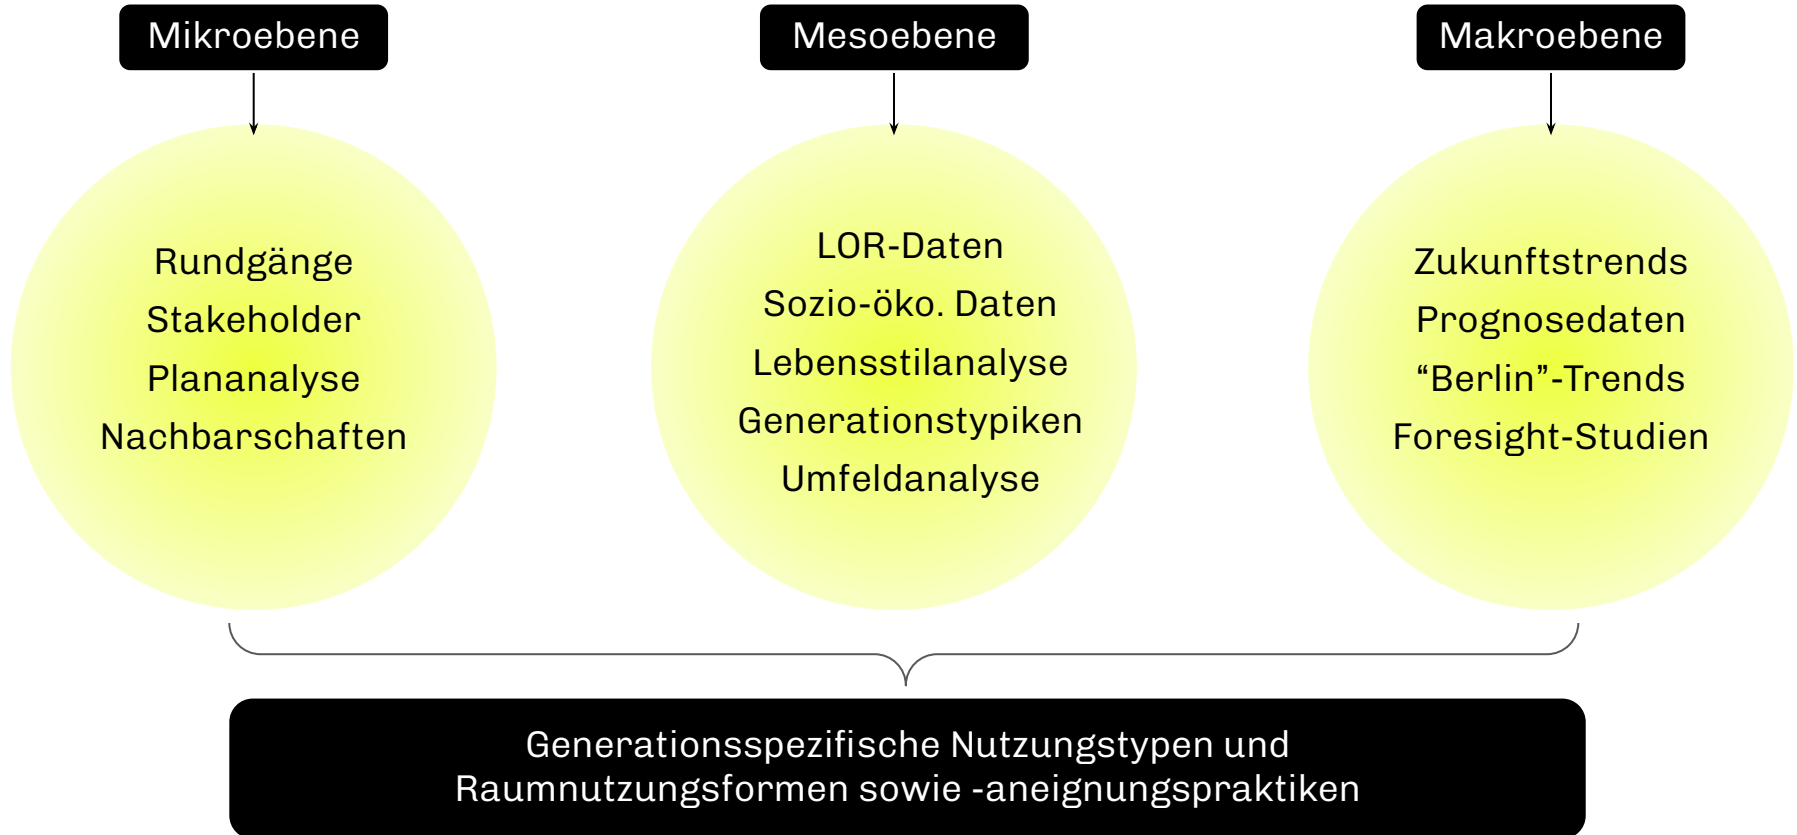 Mikroebene
Mesoebene
Makroebene
Rundgänge
Stakeholder
Plananalyse
Nachbarschaften
LOR-Daten
Sozio-öko. Daten
Lebensstilanalyse
Generationstypiken
Umfeldanalyse
Zukunftstrends
Prognosedaten
“Berlin”-Trends
Foresight-Studien
Generationsspezifische Nutzungstypen und
Raumnutzungsformen sowie -aneignungspraktiken